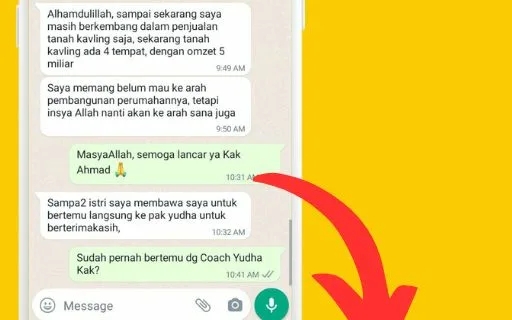 Alhamdulillah, sampai sekarang saya
masih berkembang dalam penjualan
tanah kavling saja, sekarang tanah
kavling ada 4 tempat, dengan omzet 5
miliar
9:49 AM
Saya memang belum mau ke arah
pembangunan perumahannya, tetapi
insya Allah nanti akan ke arah sana juga
9:50 AM
MasyaAllah, semoga lancar ya Kak
Ahmad 🙏
10:31 AM
Sampa2 istri saya membawa saya untuk
bertemu langsung ke pak yudha untuk
berterimakasih,
10:32 AM
Sudah pernah bertemu dg Coach Yudha
Kak?
10:41 AM
Message